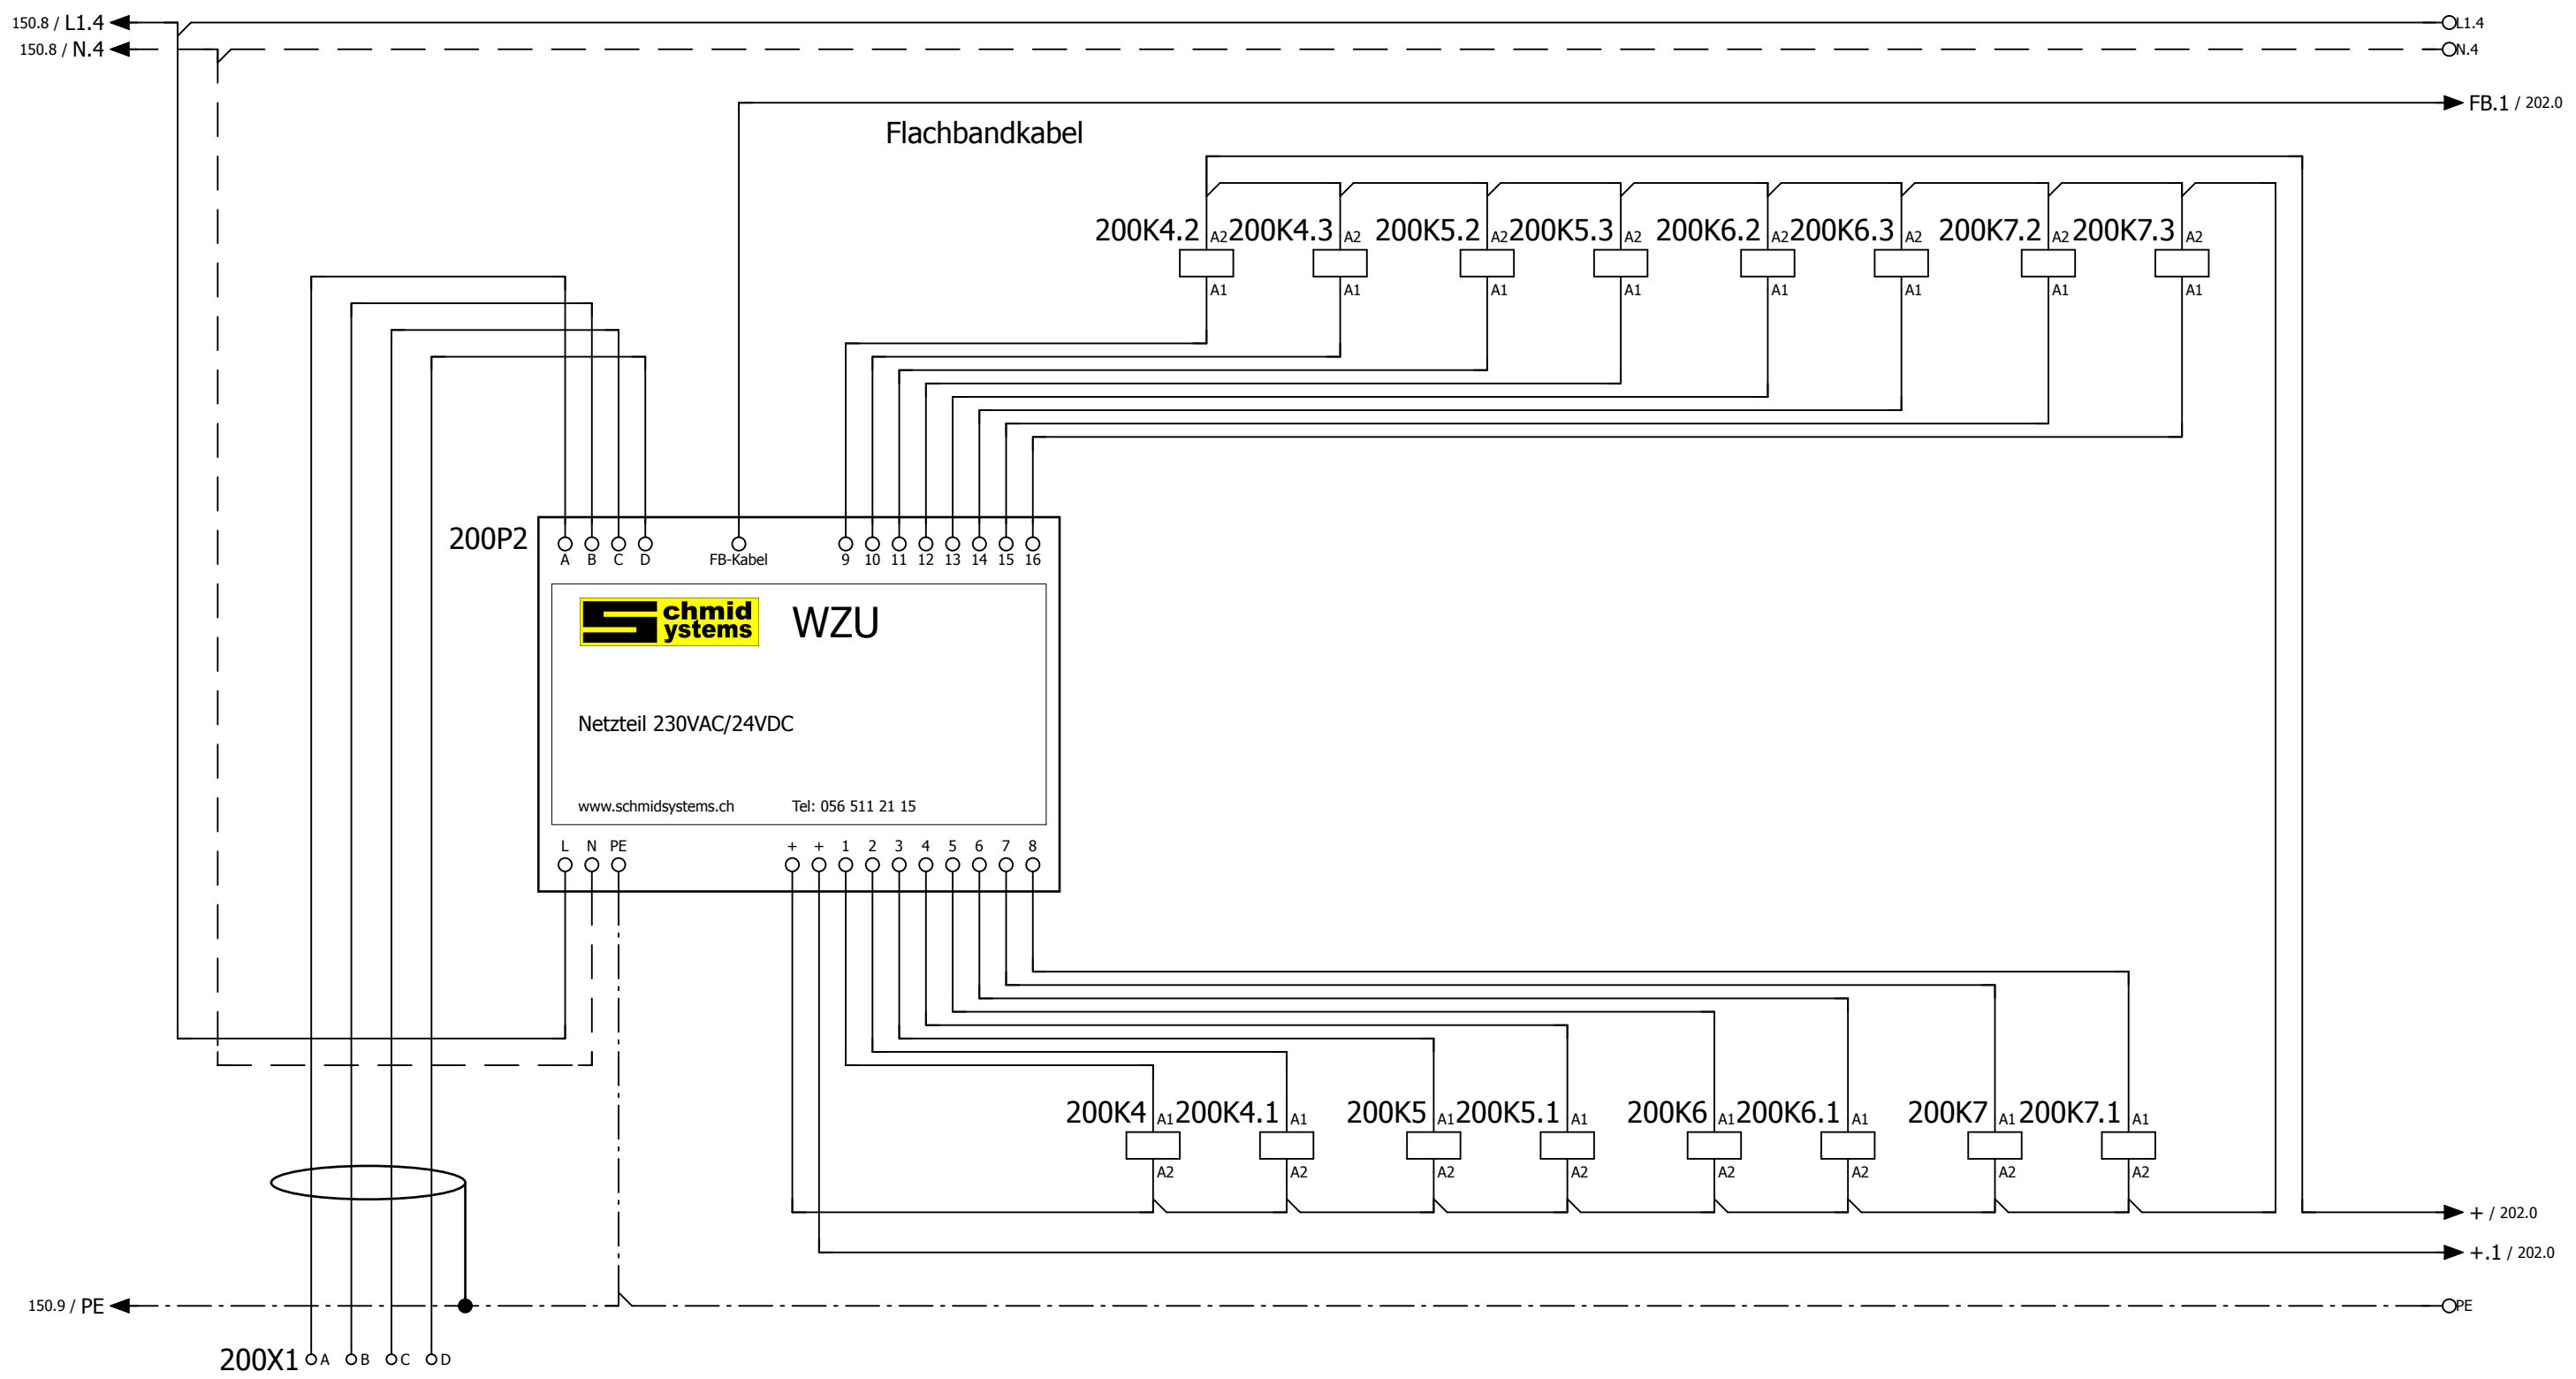 150.8 / L1.4
L1.4
150.8 / N.4
N.4
FB.1 / 202.0
Flachbandkabel
200K4.2 A2 200K4.3 A2 200K5.2 A2 200K5.3 A2 200K6.2 A2 200K6.3 A2 200K7.2 A2 200K7.3 A2
A1 A1 A1 A1 A1 A1 A1 A1
200P2
A B C D FB-Kabel 9 10 11 12 13 14 15 16
chmid
ystems
WZU
Netzteil 230VAC/24VDC
www.schmidsystems.ch Tel: 056 511 21 15
L N PE + + 1 2 3 4 5 6 7 8
200K4 A1 200K4.1 A1 200K5 A1 200K5.1 A1 200K6 A1 200K6.1 A1 200K7 A1 200K7.1 A1
A2 A2 A2 A2 A2 A2 A2 A2
+ / 202.0
+.1 / 202.0
150.9 / PE
PE
200X1 A B C D